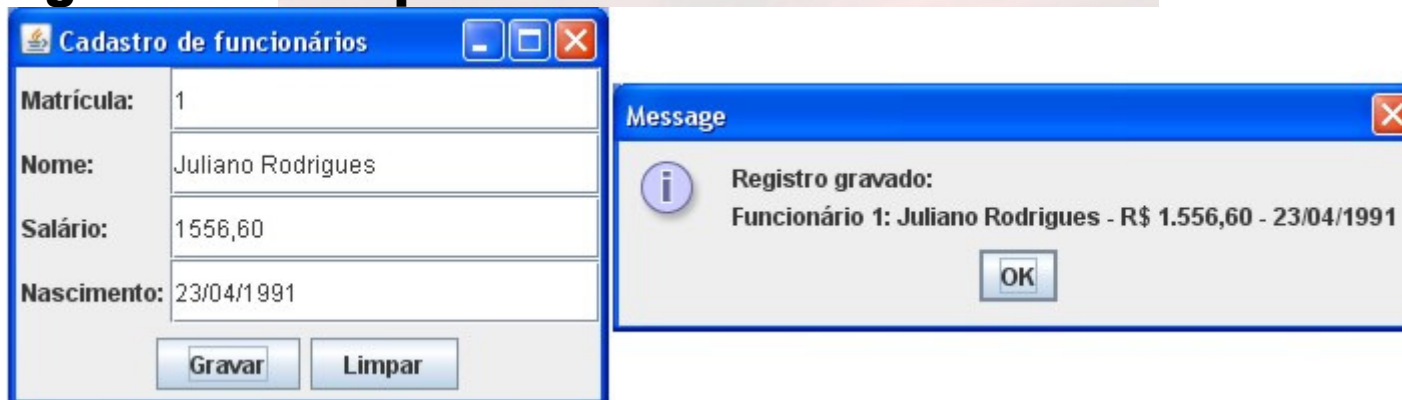 Cadastro de funcionários
Matrícula: 1
Nome: Juliano Rodrigues
Salário: 1556,60
Nascimento: 23/04/1991
Gravar Limpar
Message
Registro gravado:
Funcionário 1: Juliano Rodrigues - R$ 1.556,60 - 23/04/1991
OK